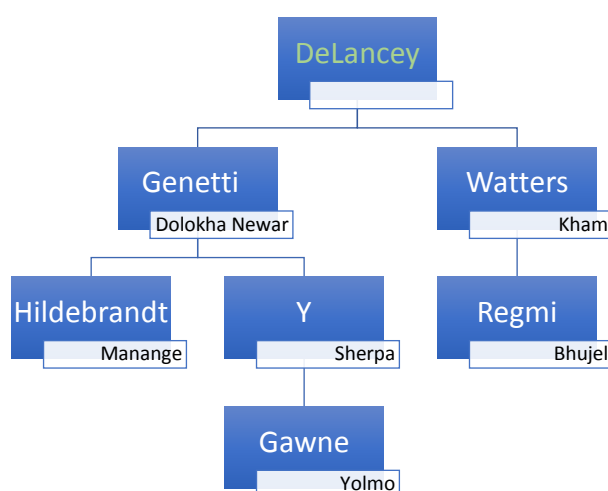 DeLancey
Genetti
Dolokha Newar
Watters
Kham
Hildebrandt
Manange
Y
Sherpa
Regmi
Bhujel
Gawne
Yolmo